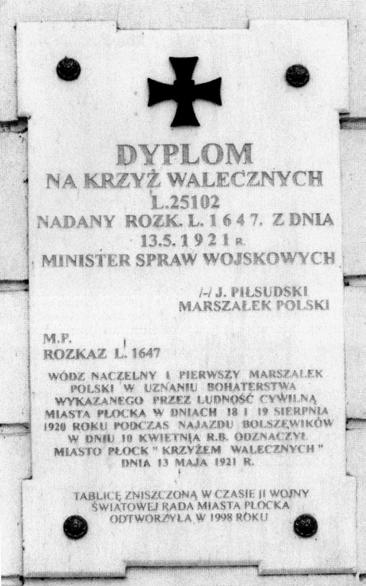 DYPLOM
NA KRZYŻ WALECZNYCH
L.25102
NADANY ROZK. L. 1647. Z DNIA
13.5.1921 R.
MINISTER SPRAW WOJSKOWYCH
/-/ J. PIŁSUDSKI
MARSZAŁEK POLSKI
M.P.
ROZKAZ L. 1647
WÓDZ NACZELNY I PIERWSZY MARSZAŁEK
POLSKI W UZNANIU BOHATERSTWA
WYKAZANEGO PRZEZ LUDNOŚĆ CYWILNĄ
MIASTA PŁOCKA W DNIACH 18 I 19 SIERPNIA
1920 ROKU PODCZAS NAJAZDU BOLSZEWIKÓW
W DNIU 10 KWIETNIA R.B. ODZNACZYŁ
MIASTO PŁOCK "KRZYŻEM WALECZNYCH"
DNIA 13 MAJA 1921 R.
TABLICĘ ZNISZCZONĄ W CZASIE II WOJNY
ŚWIATOWEJ RADA MIASTA PŁOCKA
ODTWORZYŁA W 1998 ROKU